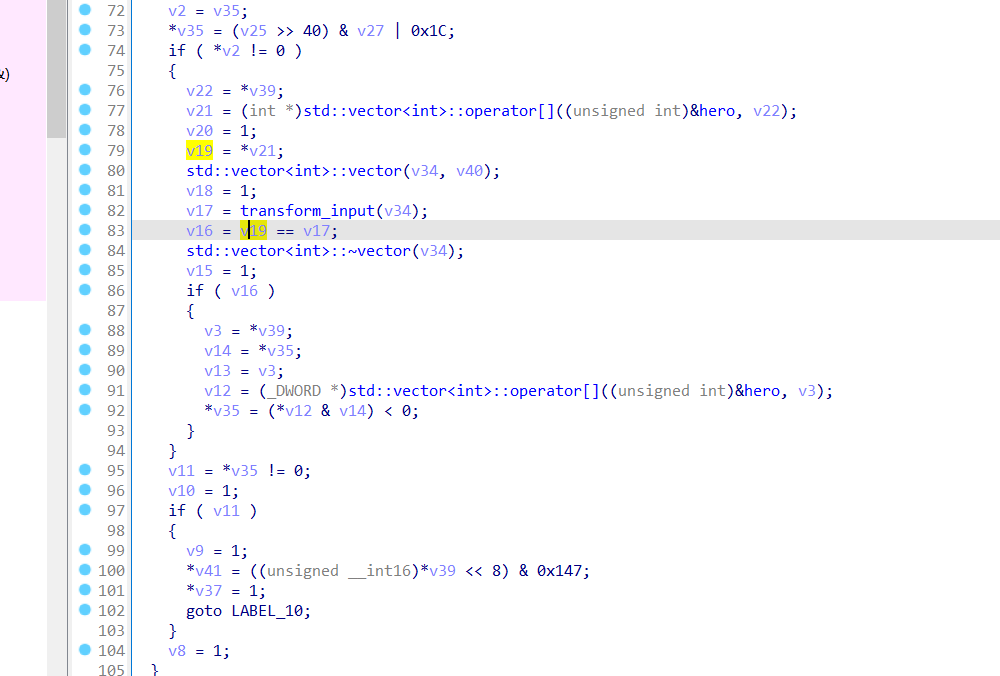 72 v2 = v35;
73 *v35 = (v25 >> 40) & v27 | 0x1C;
74 if ( *v2 != 0 )
75 {
76 v22 = *v39;
77 v21 = (int *)std::vector<int>::operator[]((unsigned int)&hero, v22);
78 v20 = 1;
79 v19 = *v21;
80 std::vector<int>::vector(v34, v40);
81 v18 = 1;
82 v17 = transform_input(v34);
83 v16 = v19 == v17;
84 std::vector<int>::~vector(v34);
85 v15 = 1;
86 if ( v16 )
87 {
88 v3 = *v39;
89 v14 = *v35;
90 v13 = v3;
91 v12 = (_DWORD *)std::vector<int>::operator[]((unsigned int)&hero, v3);
92 *v35 = (*v12 & v14) < 0;
93 }
94 }
95 v11 = *v35 != 0;
96 v10 = 1;
97 if ( v11 )
98 {
99 v9 = 1;
100 *v41 = ((unsigned __int16)*v39 << 8) & 0x147;
101 *v37 = 1;
102 goto LABEL_10;
103 }
104 v8 = 1;
105 }